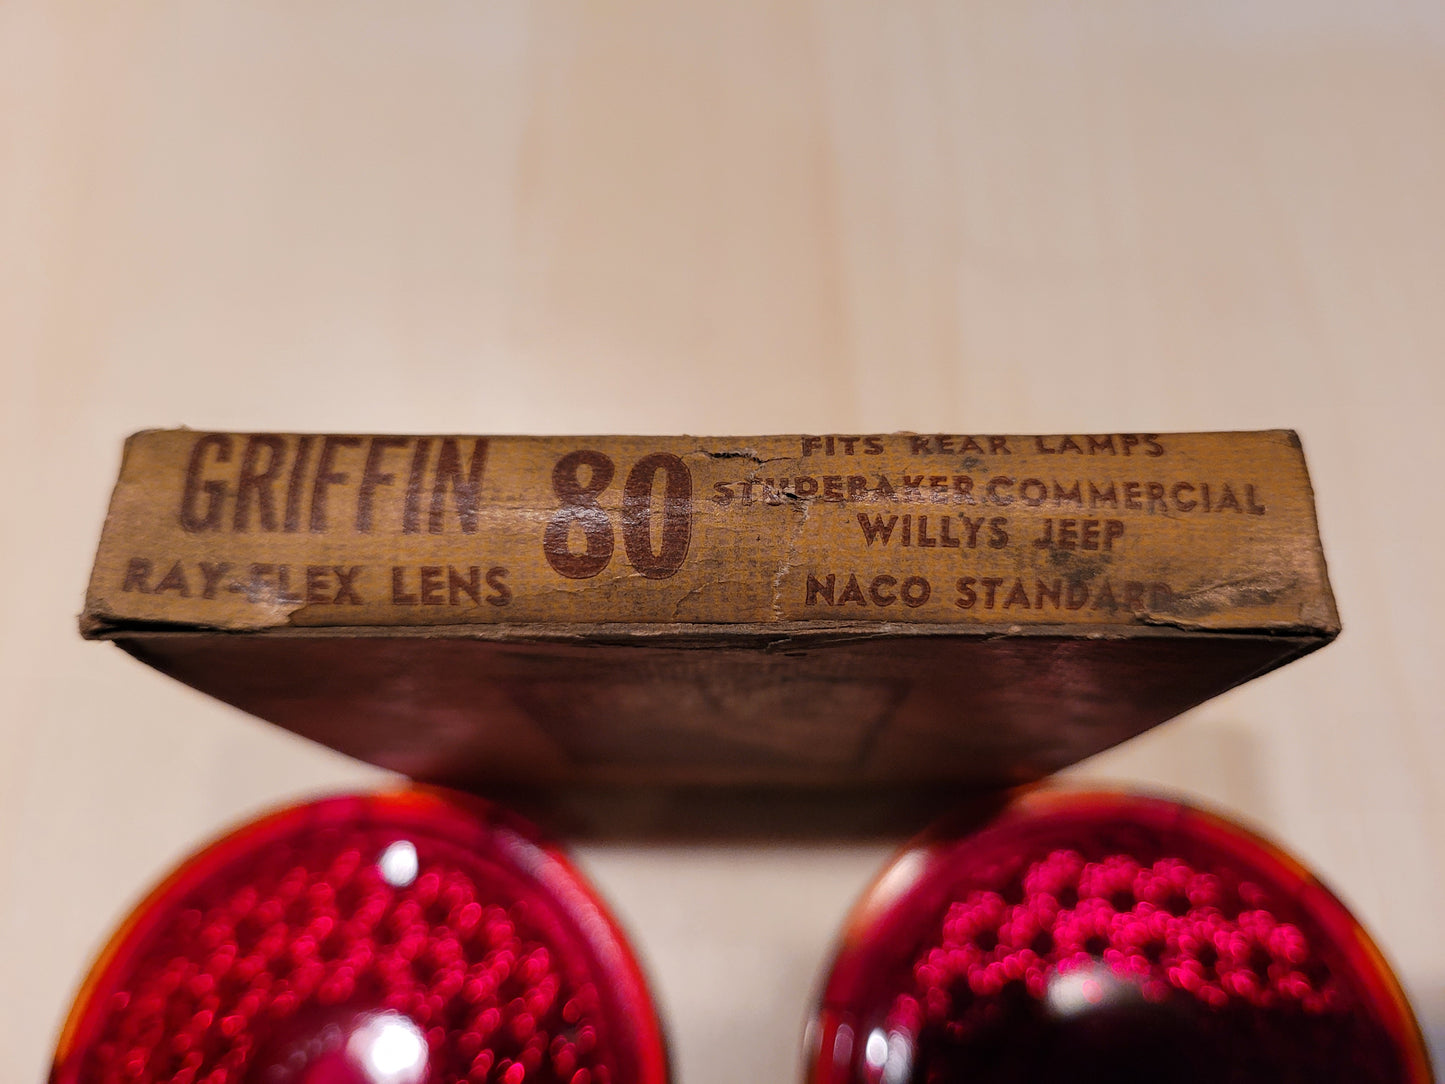 GRIFFIN 80
RAY-FLEX LENS
FITS REAR LAMPS
STUDEBAKER COMMERCIAL
WILLYS JEEP
NACO STANDARD